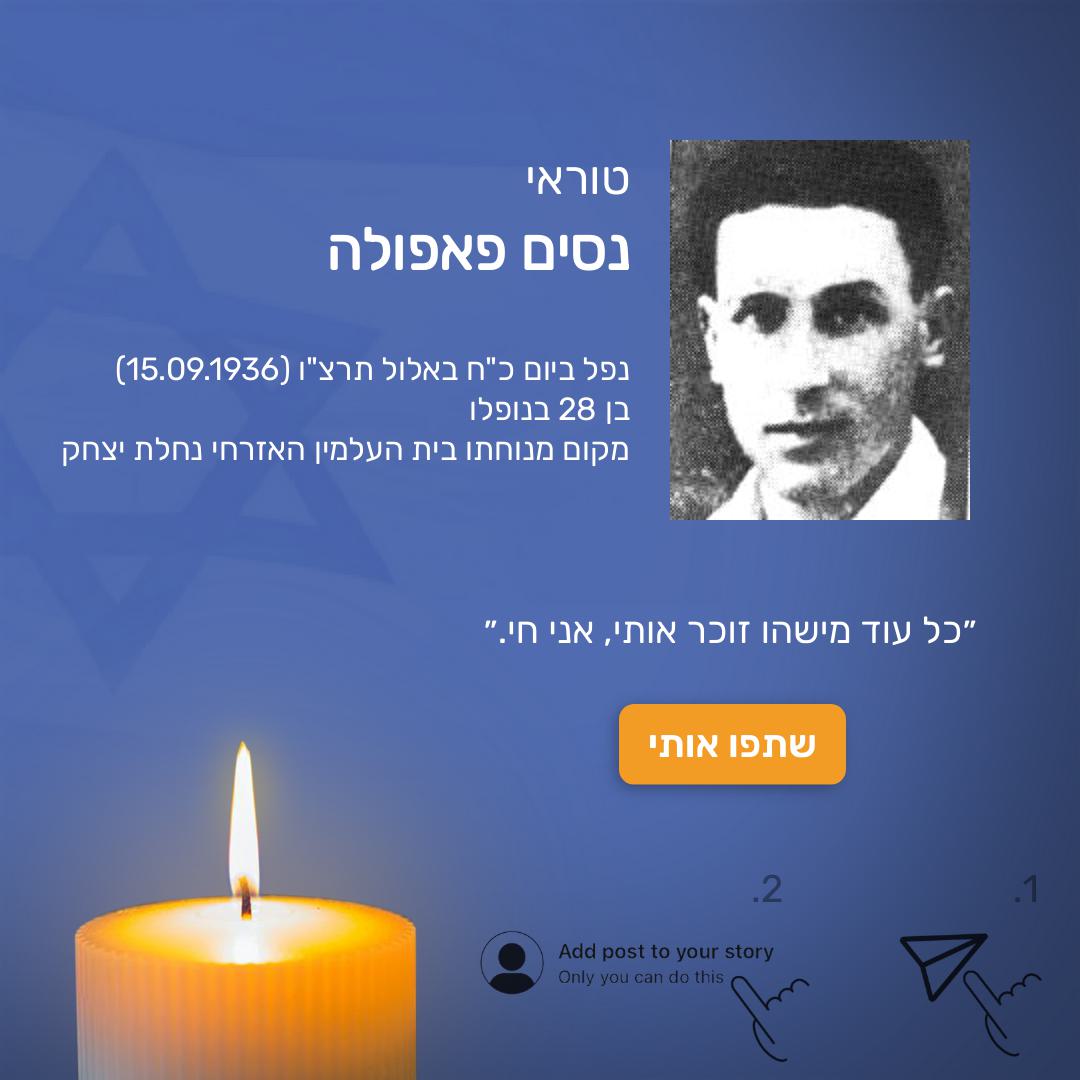 טוראי
נסים פאפולה
נפל ביום כ"ח באלול תרצ"ו (15.09.1936)
בן 28 בנופלו
מקום מנוחתו בית העלמין האזרחי נחלת יצחק
״כל עוד מישהו זוכר אותי, אני חי.״
שתפו אותי
1.
2.
Add post to your story
Only you can do this